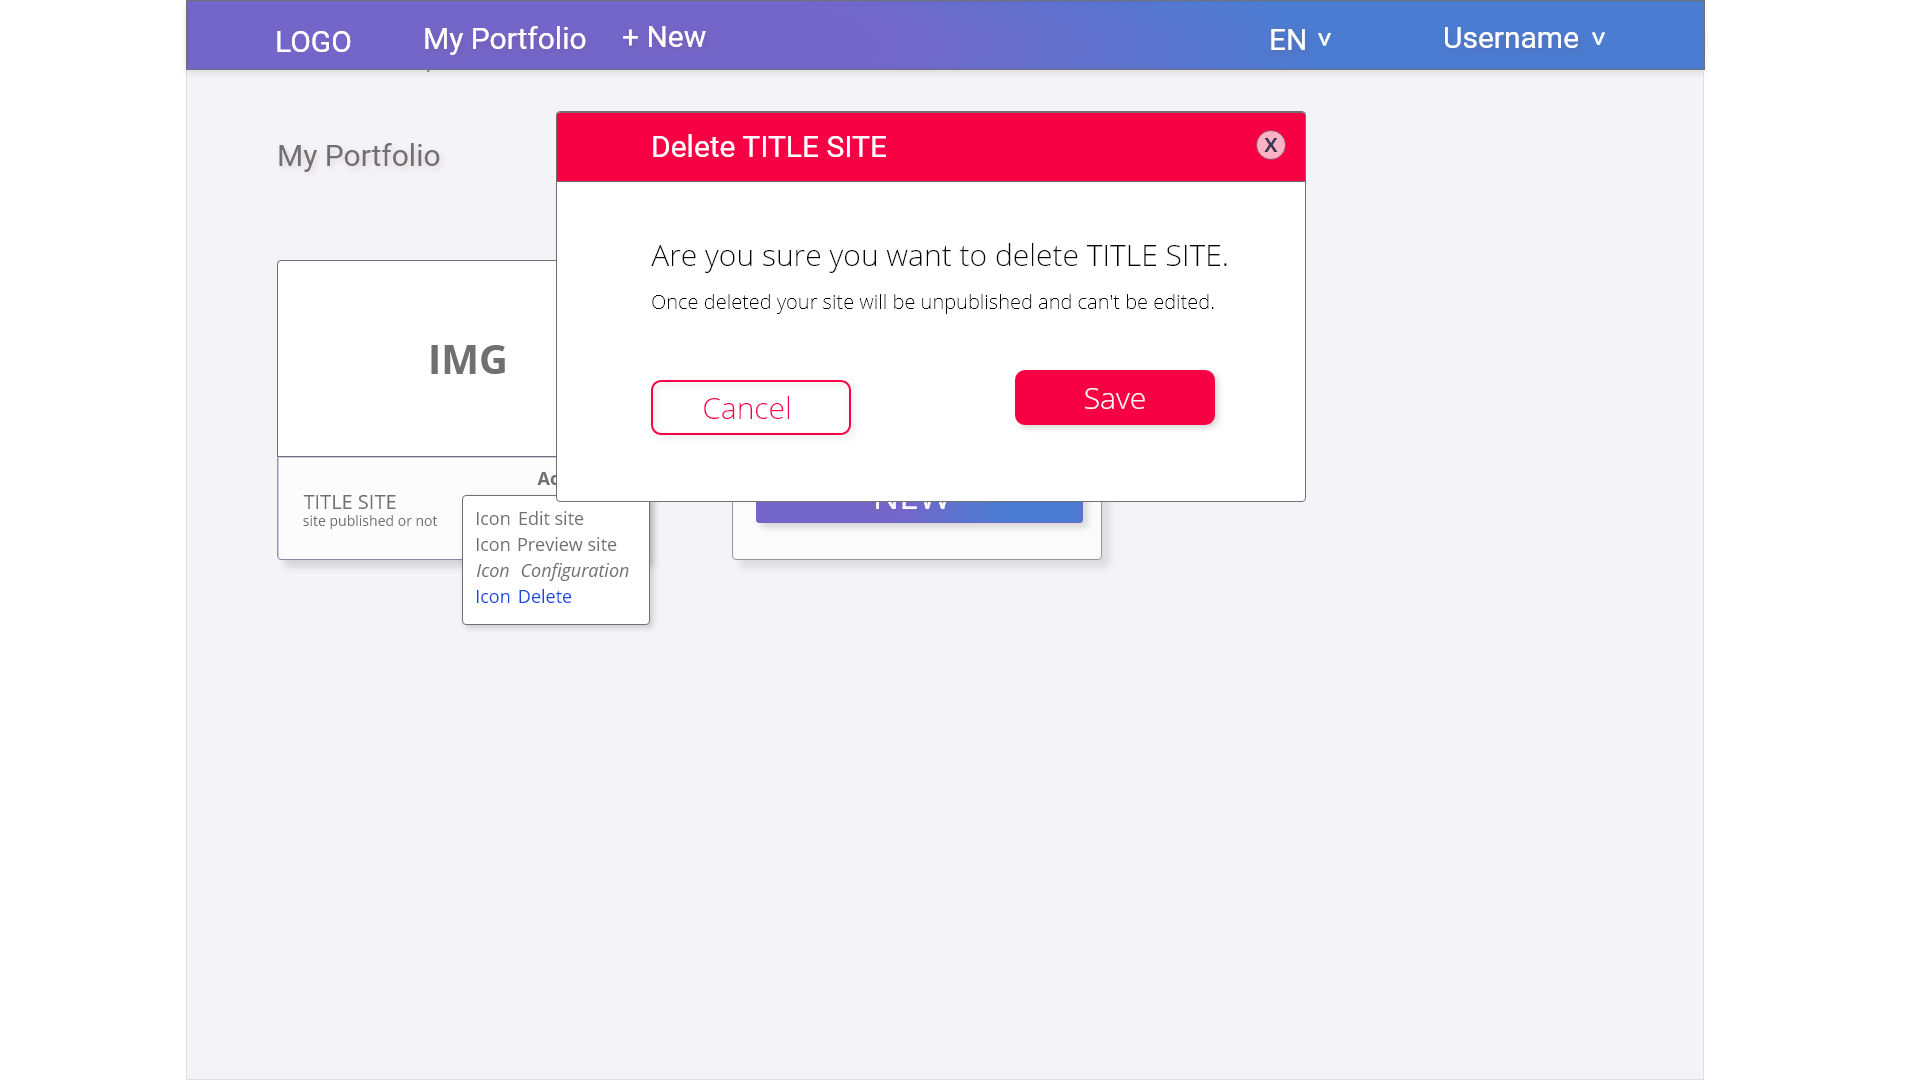 LOGO My Portfolio + New EN v Username v
My Portfolio
Delete TITLE SITE X
Are you sure you want to delete TITLE SITE.
Once deleted your site will be unpublished and can't be edited.
Cancel Save
IMG
TITLE SITE
site published or not
Icon Edit site
Icon Preview site
Icon Configuration
Icon Delete
NEW